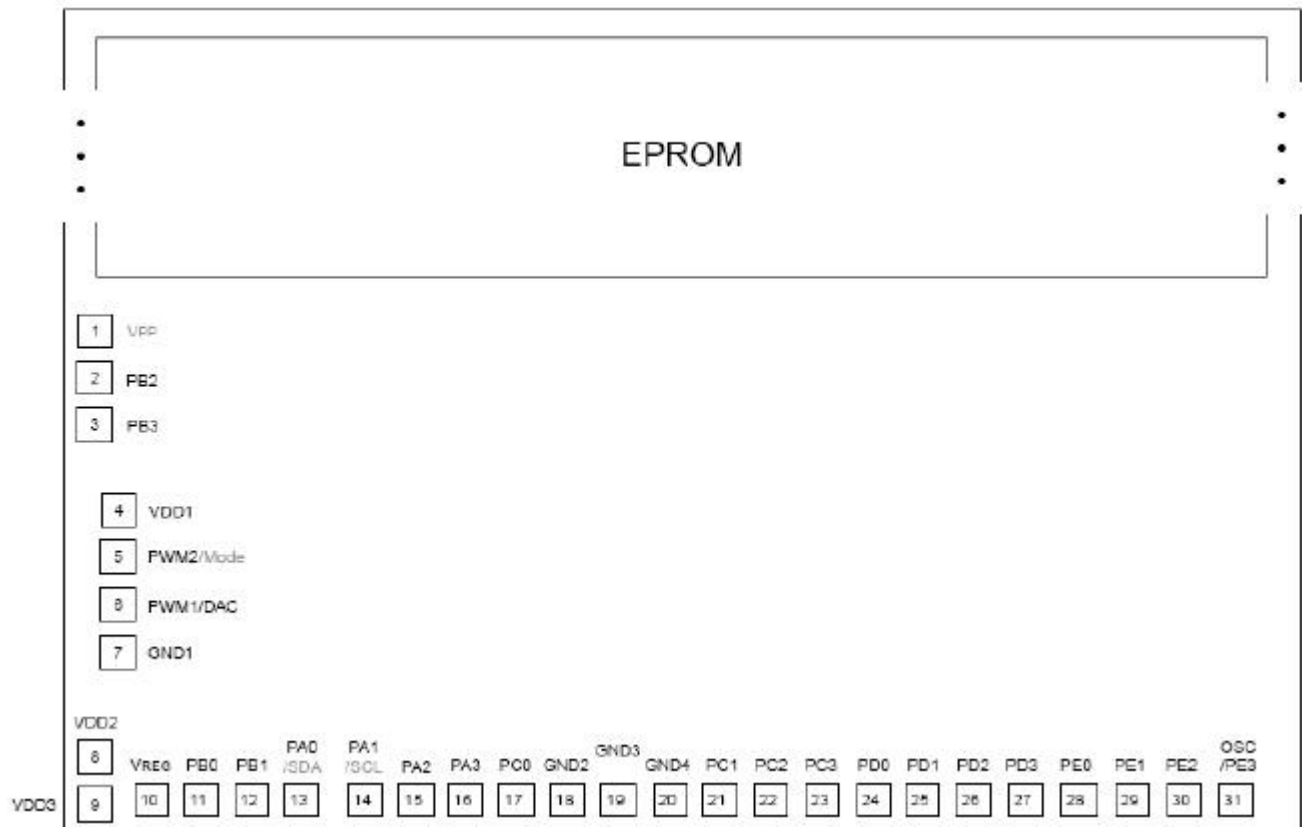 EPROM
1 VPP
2 PB2
3 PB3
4 VDD1
5 PWM2/Mode
6 PWM1/DAC
7 GND1
VDD2
8
VREG PB0 PB1 PA0/SDA PA1/SCL PA2 PA3 PC0 GND2 GND3 GND4 PC1 PC2 PC3 PD0 PD1 PD2 PD3 PE0 PE1 PE2 OSC/PE3
VDD3 9 10 11 12 13 14 15 16 17 18 19 20 21 22 23 24 25 26 27 28 29 30 31